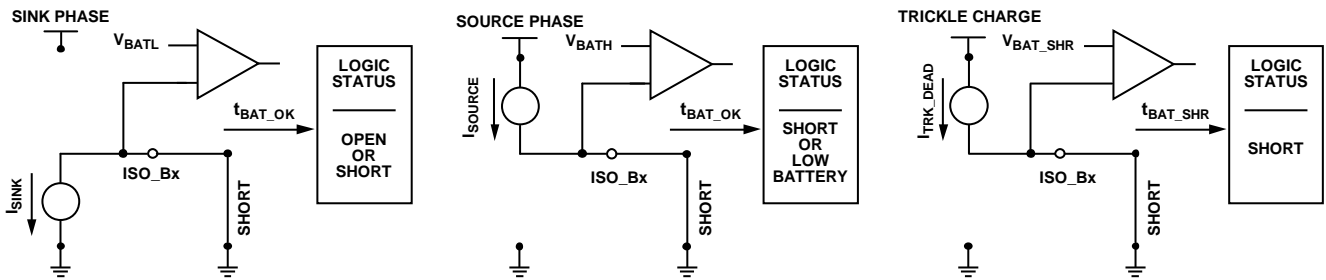 SINK PHASE
V_BATL
LOGIC
STATUS
t_BAT_OK
OPEN
OR
SHORT
ISO_Bx
I_SINK
SHORT
SOURCE PHASE
V_BATH
LOGIC
STATUS
I_SOURCE
t_BAT_OK
SHORT
OR
LOW
BATTERY
ISO_Bx
SHORT
TRICKLE CHARGE
V_BAT_SHR
LOGIC
STATUS
I_TRK_DEAD
t_BAT_SHR
SHORT
ISO_Bx
SHORT